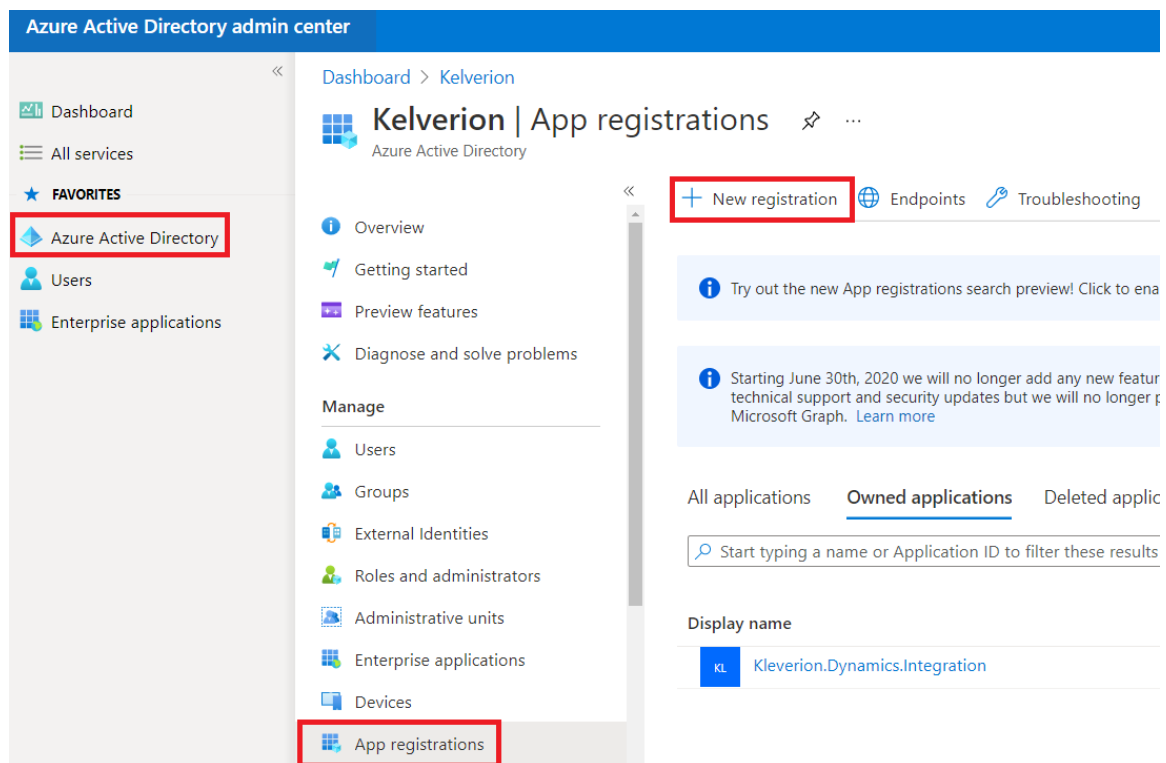 Azure Active Directory admin center
Dashboard
All services
FAVORITES
Azure Active Directory
Users
Enterprise applications
Dashboard > Kelverion
Kelverion | App registrations
Azure Active Directory
Overview
Getting started
Preview features
Diagnose and solve problems
Manage
Users
Groups
External Identities
Roles and administrators
Administrative units
Enterprise applications
Devices
App registrations
New registration Endpoints Troubleshooting
Try out the new App registrations search preview! Click to ena
Starting June 30th, 2020 we will no longer add any new featur
technical support and security updates but we will no longer p
Microsoft Graph. Learn more
All applications Owned applications Deleted applic
Start typing a name or Application ID to filter these results
Display name
KL Kleverion.Dynamics.Integration